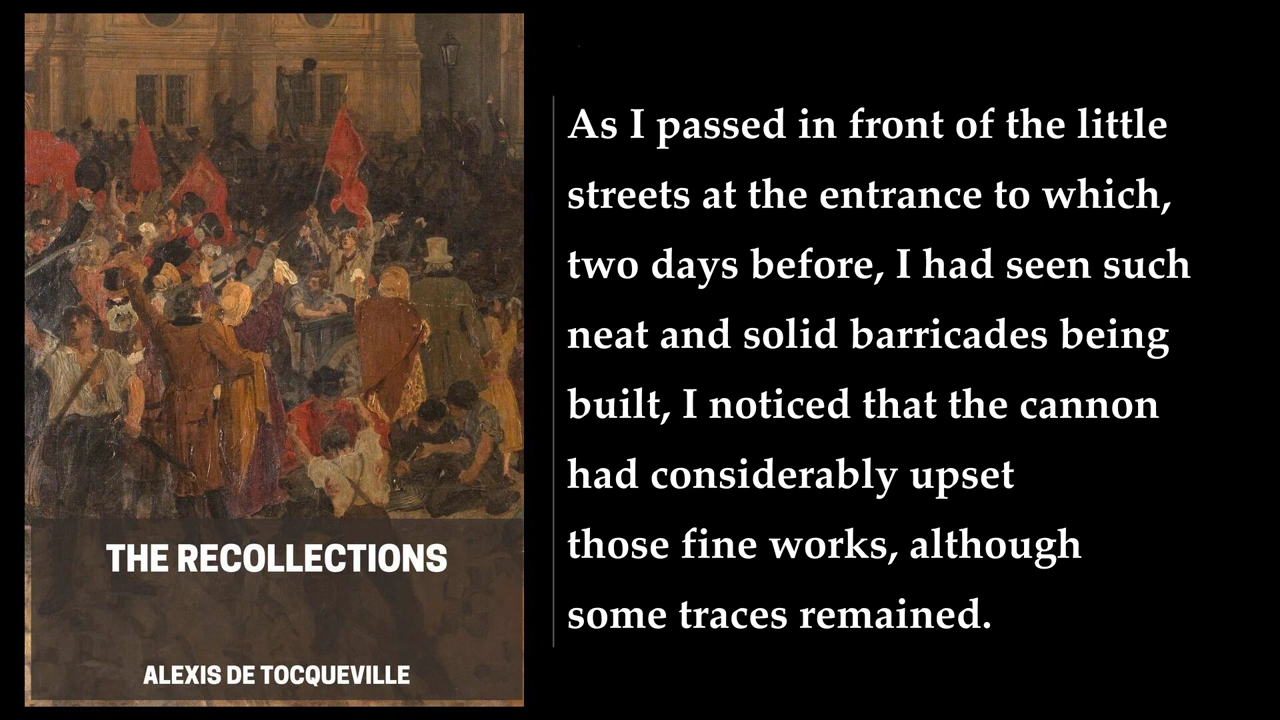 THE RECOLLECTIONS
ALEXIS DE TOCQUEVILLE
As I passed in front of the little
streets at the entrance to which,
two days before, I had seen such
neat and solid barricades being
built, I noticed that the cannon
had considerably upset
those fine works, although
some traces remained.